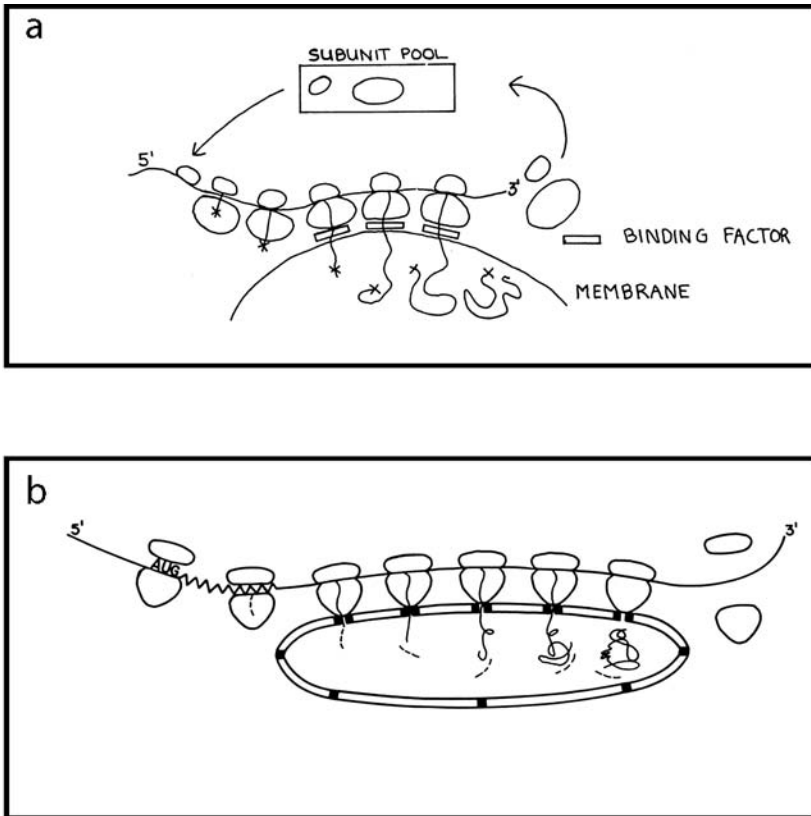 a
SUBUNIT POOL
5'
3'
BINDING FACTOR
MEMBRANE
b
5'
3'
AUG